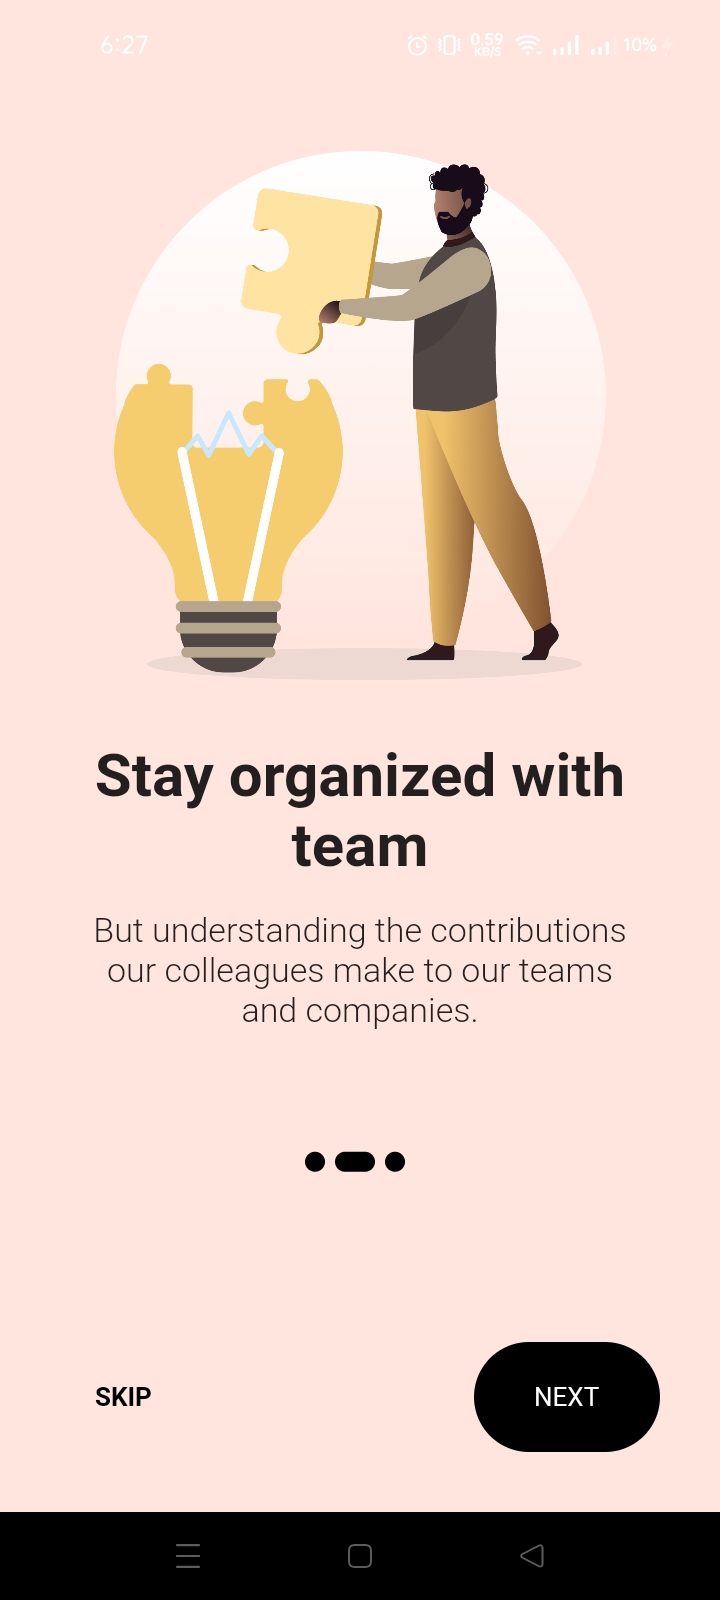 6:27
0.59
KB/S
10%
Stay organized with
team
But understanding the contributions
our colleagues make to our teams
and companies.
SKIP
NEXT